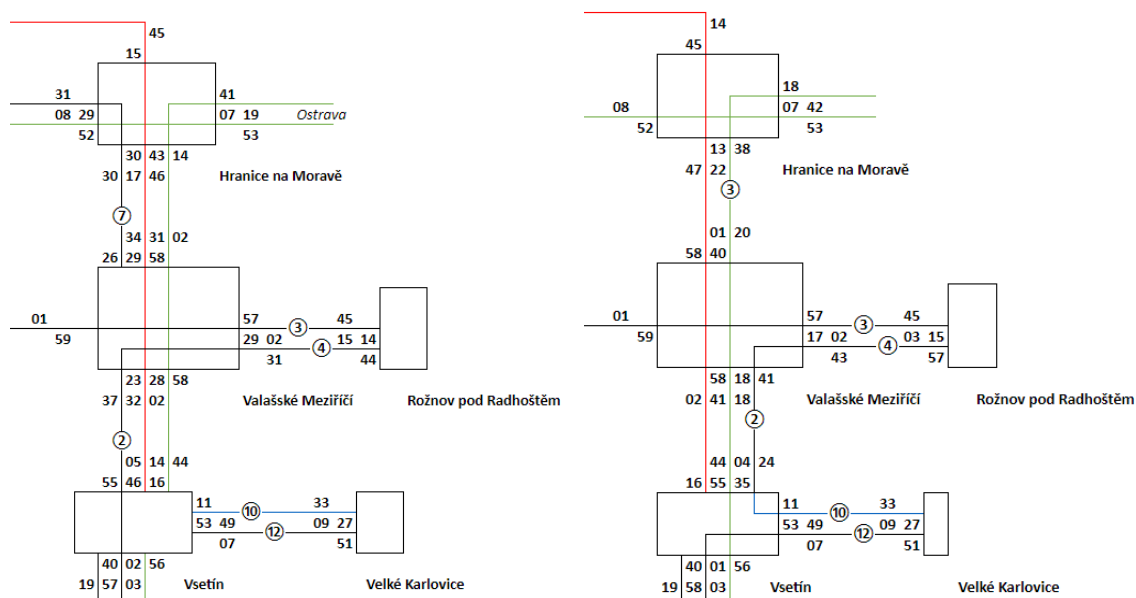 45
15
31
41
08 29
07 19
Ostrava
52
53
30 43 14
30 17 46
Hranice na Moravě
7
34 31 02
26 29 58
01
57
3
45
59
29 02
4
15 14
31
44
23 28 58
37 32 02
Valašské Meziříčí
Rožnov pod Radhoštěm
2
05 14 44
55 46 16
11
10
33
53 49
12
09 27
07
51
40 02 56
19 57 03
Vsetín
Velké Karlovice
14
45
18
08
07 42
52
53
13 38
47 22
Hranice na Moravě
3
01 20
58 40
01
57
3
45
59
17 02
4
03 15
43
57
58 18 41
02 41 18
Valašské Meziříčí
Rožnov pod Radhoštěm
2
44 04 24
16 55 35
11
10
33
53 49
12
09 27
07
51
40 01 56
19 58 03
Vsetín
Velké Karlovice